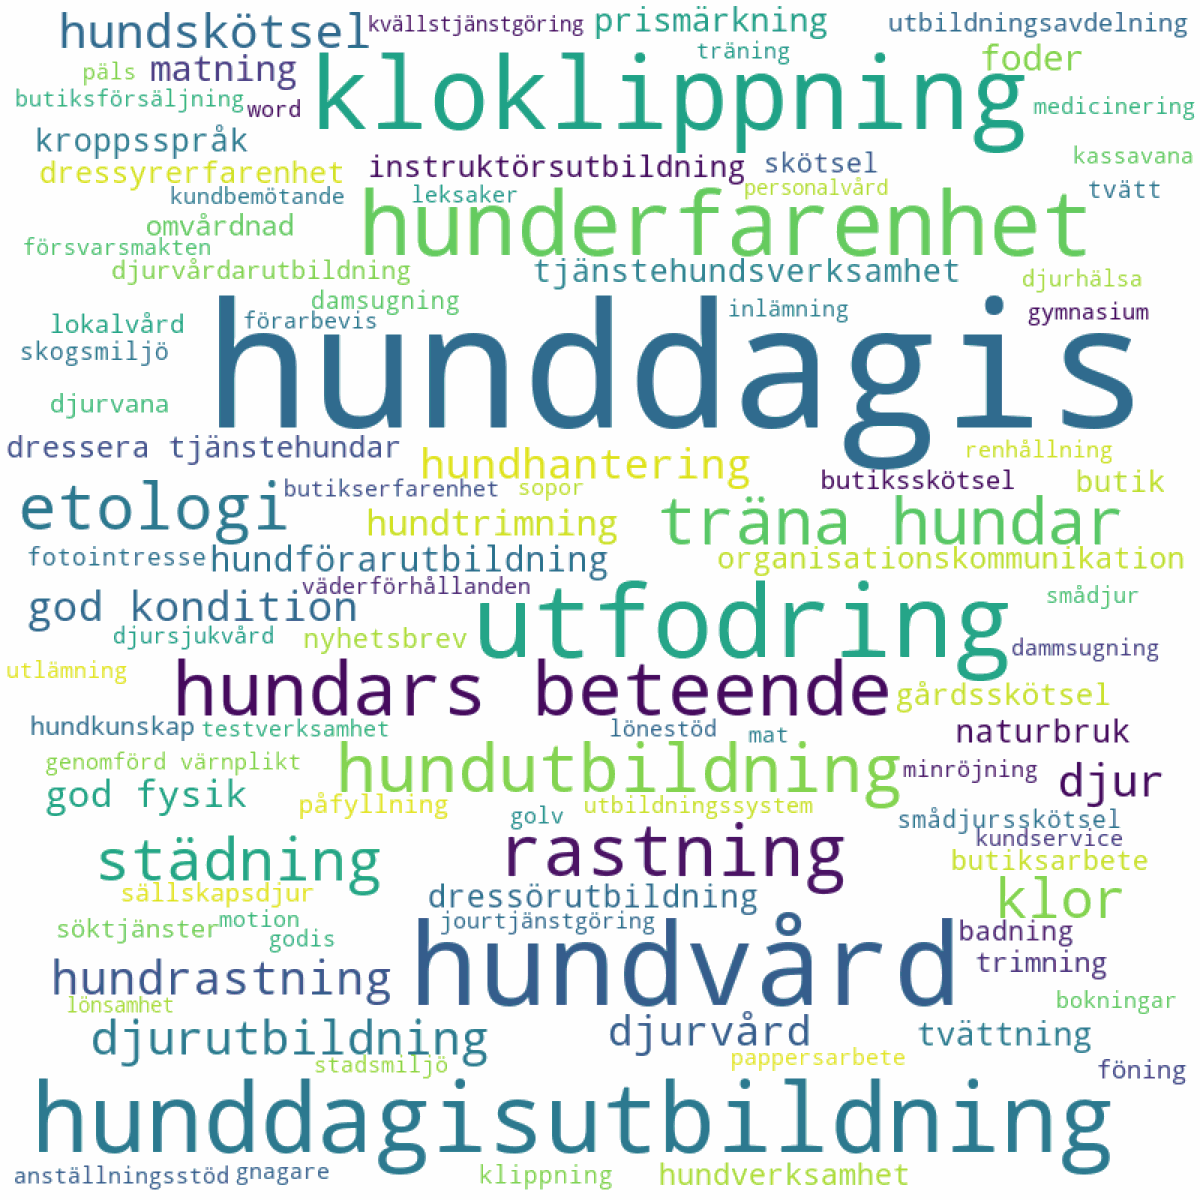 hundskötsel
kvällstjänstgöring
prismärkning
utbildningsavdelning
päls
matning
kloklippning
träning
foder
butiksförsäljning
word
medicinering
kroppsspråk
instruktörsutbildning
skötsel
kassavana
dressyrerfarenhet
kundbemötande
leksaker
personalvård
tvätt
omvårdnad
hunderfarenhet
försvarsmakten
djurvårdarutbildning
tjänstehundsverksamhet
djurhälsa
damsugning
inlämning
gymnasium
lokalvård
förarbevis
skogsmiljö
hunddagis
djurvana
dressera tjänstehundar
hundhantering
renhållning
etologi
butikserfarenhet
sopor
butiksskötsel
butik
hundtrimning
träna hundar
fotointresse
hundförarutbildning
organisationskommunikation
väderförhållanden
god kondition
utfodring
smådjur
djursjukvård
nyhetsbrev
dammsugning
utlämning
hundars beteende
gårdsskötsel
hundkunskap
testverksamhet
lönestöd
mat
naturbruk
genomförd värnplikt
hundutbildning
minröjning
djur
god fysik
påfyllning
golv
utbildningssystem
smådjursskötsel
städning
rastning
kundservice
butiksarbete
sällskapsdjur
dressörutbildning
klor
söktjänster
motion
godis
jourtjänstgöring
badning
hundrastning
hundvård
trimning
lönsamhet
bokningar
djurutbildning
djurvård
tvättning
stadsmiljö
pappersarbete
föning
hunddagisutbildning
anställningsstöd
gnagare
klippning
hundverksamhet